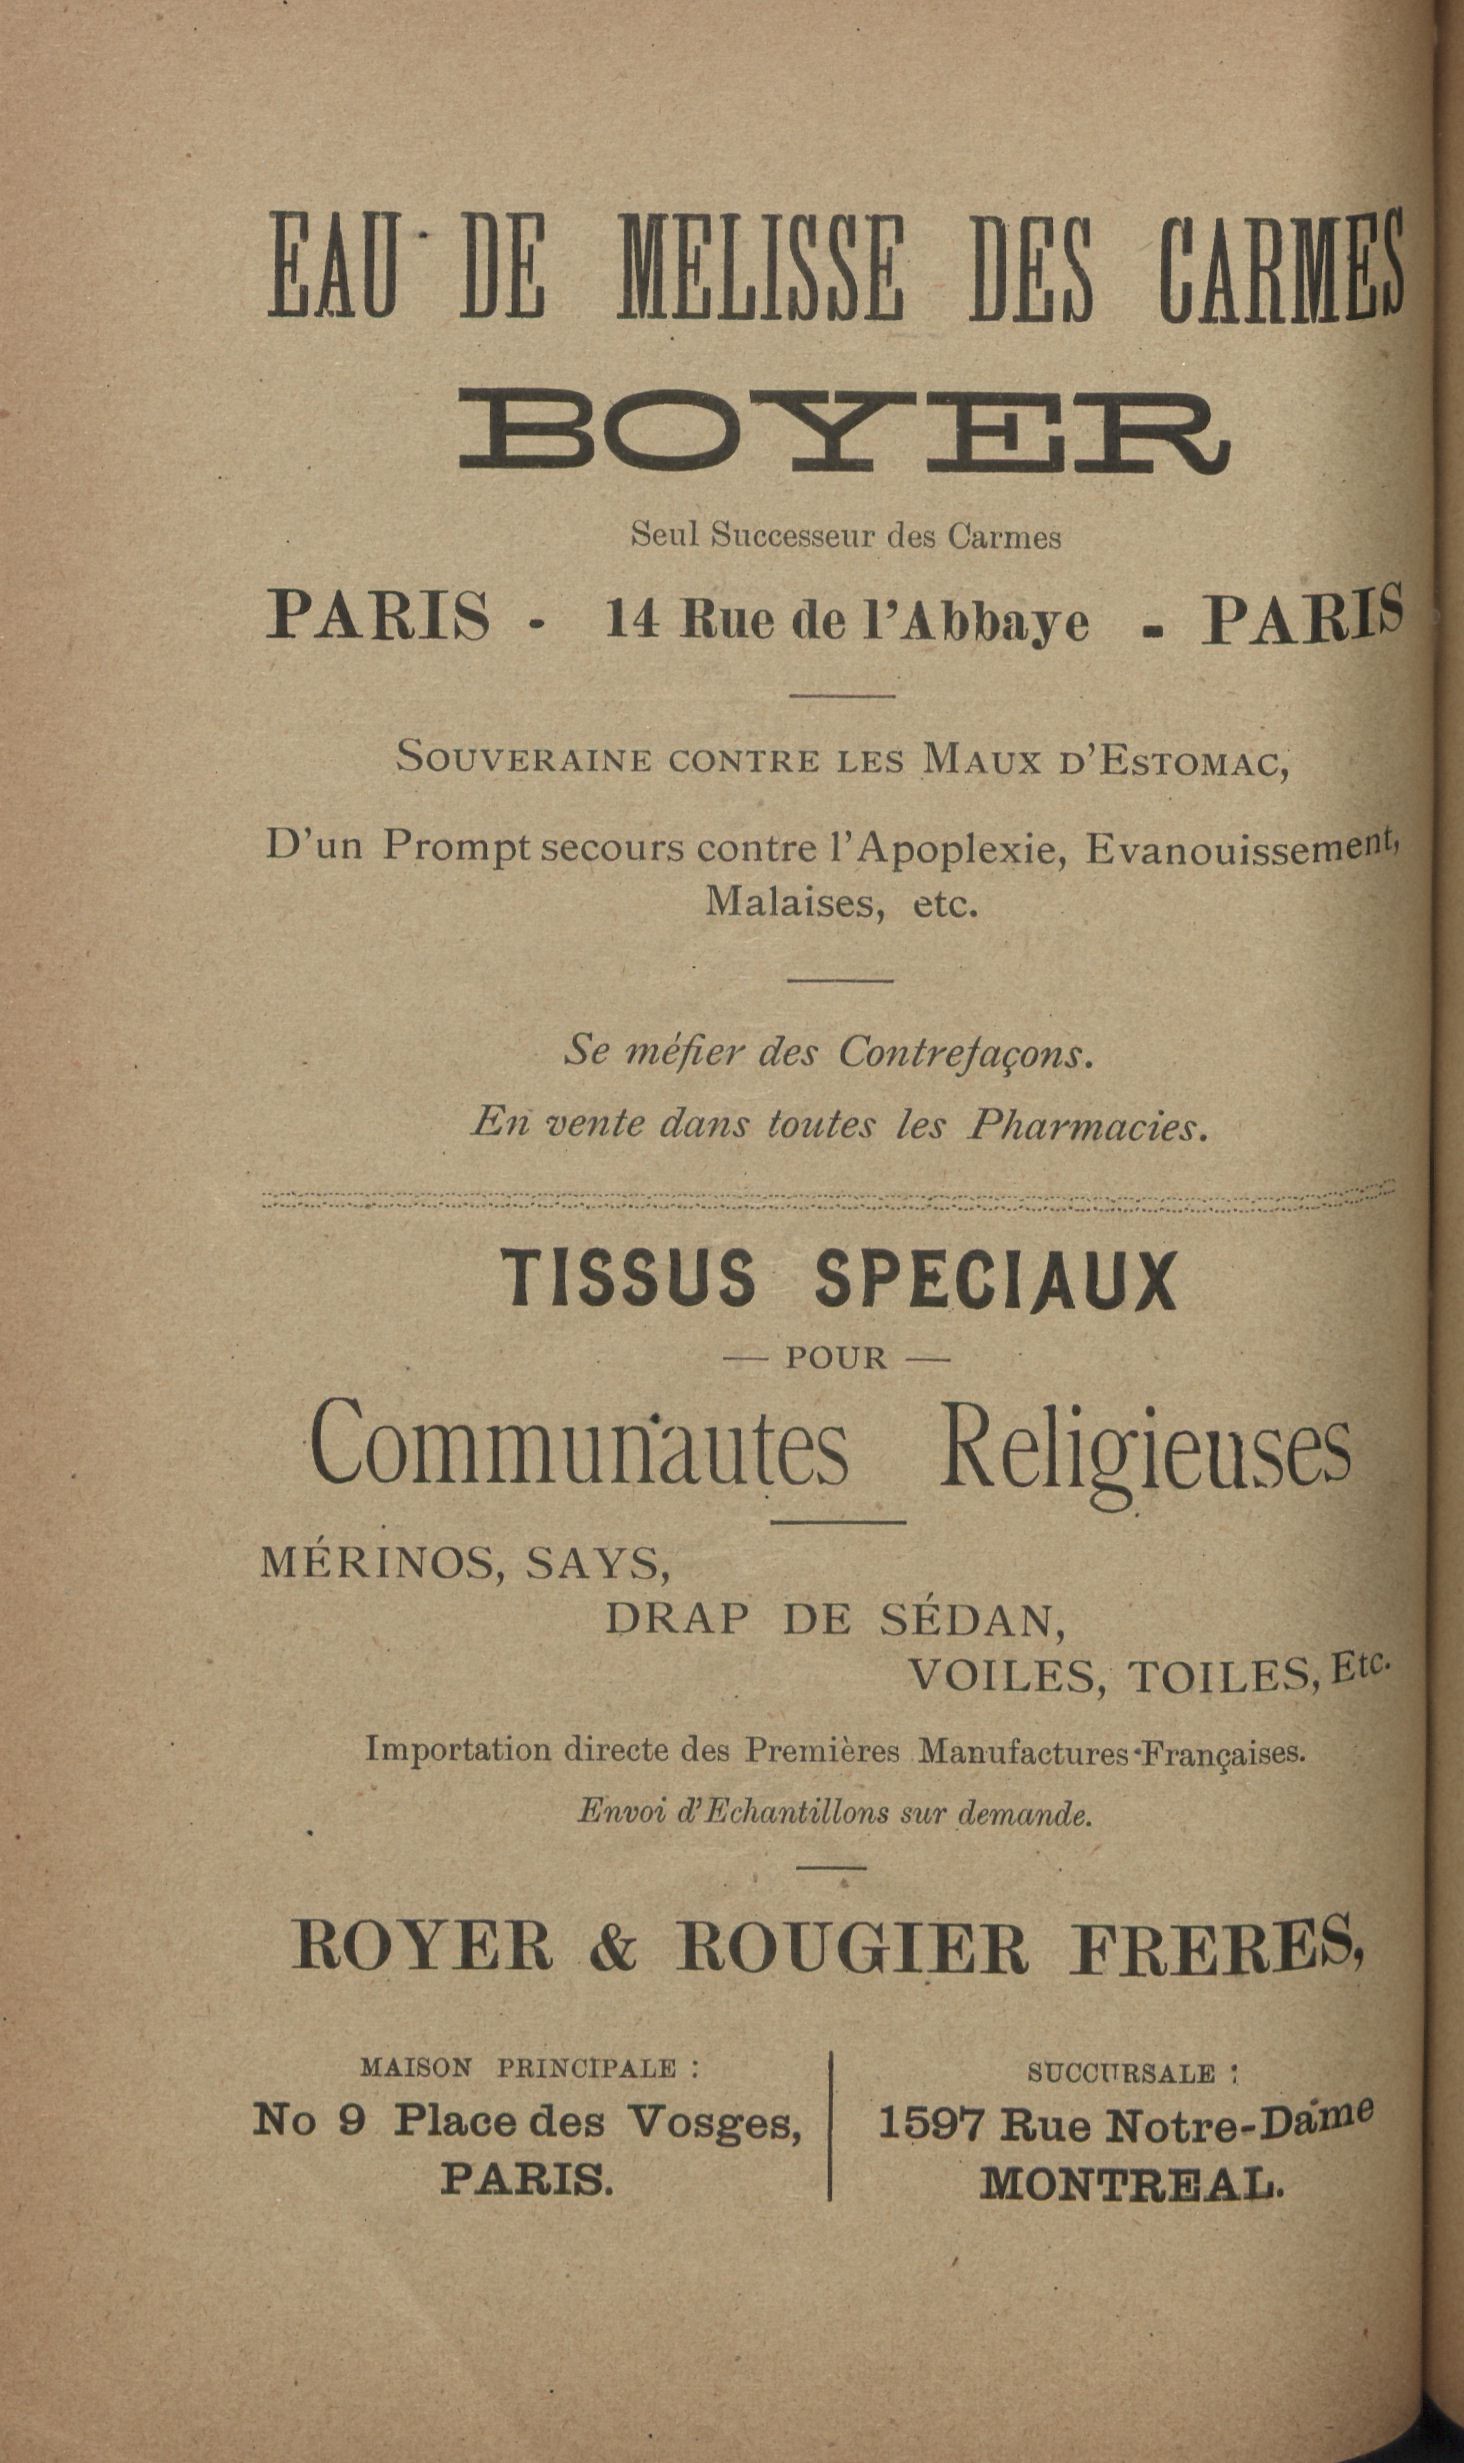 EAU DE MELISSE DES CARMES
BOYER
Seul Successeur des Carmes
PARIS - 14 Rue de l'Abbaye - PARIS
SOUVERAINE CONTRE LES MAUX D'ESTOMAC,
D'un Prompt secours contre l'Apoplexie, Evanouissement,
Malaises, etc.
Se méfier des Contrefaçons.
En vente dans toutes les Pharmacies.
TISSUS SPECIAUX
— POUR —
Communautes Religieuses
MÉRINOS, SAYS,
DRAP DE SÉDAN,
VOILES, TOILES, Etc.
Importation directe des Premières Manufactures Françaises.
Envoi d'Echantillons sur demande.
ROYER & ROUGIER FRERES,
MAISON PRINCIPALE :
No 9 Place des Vosges,
PARIS.
SUCCURSALE :
1597 Rue Notre-Dame
MONTREAL.